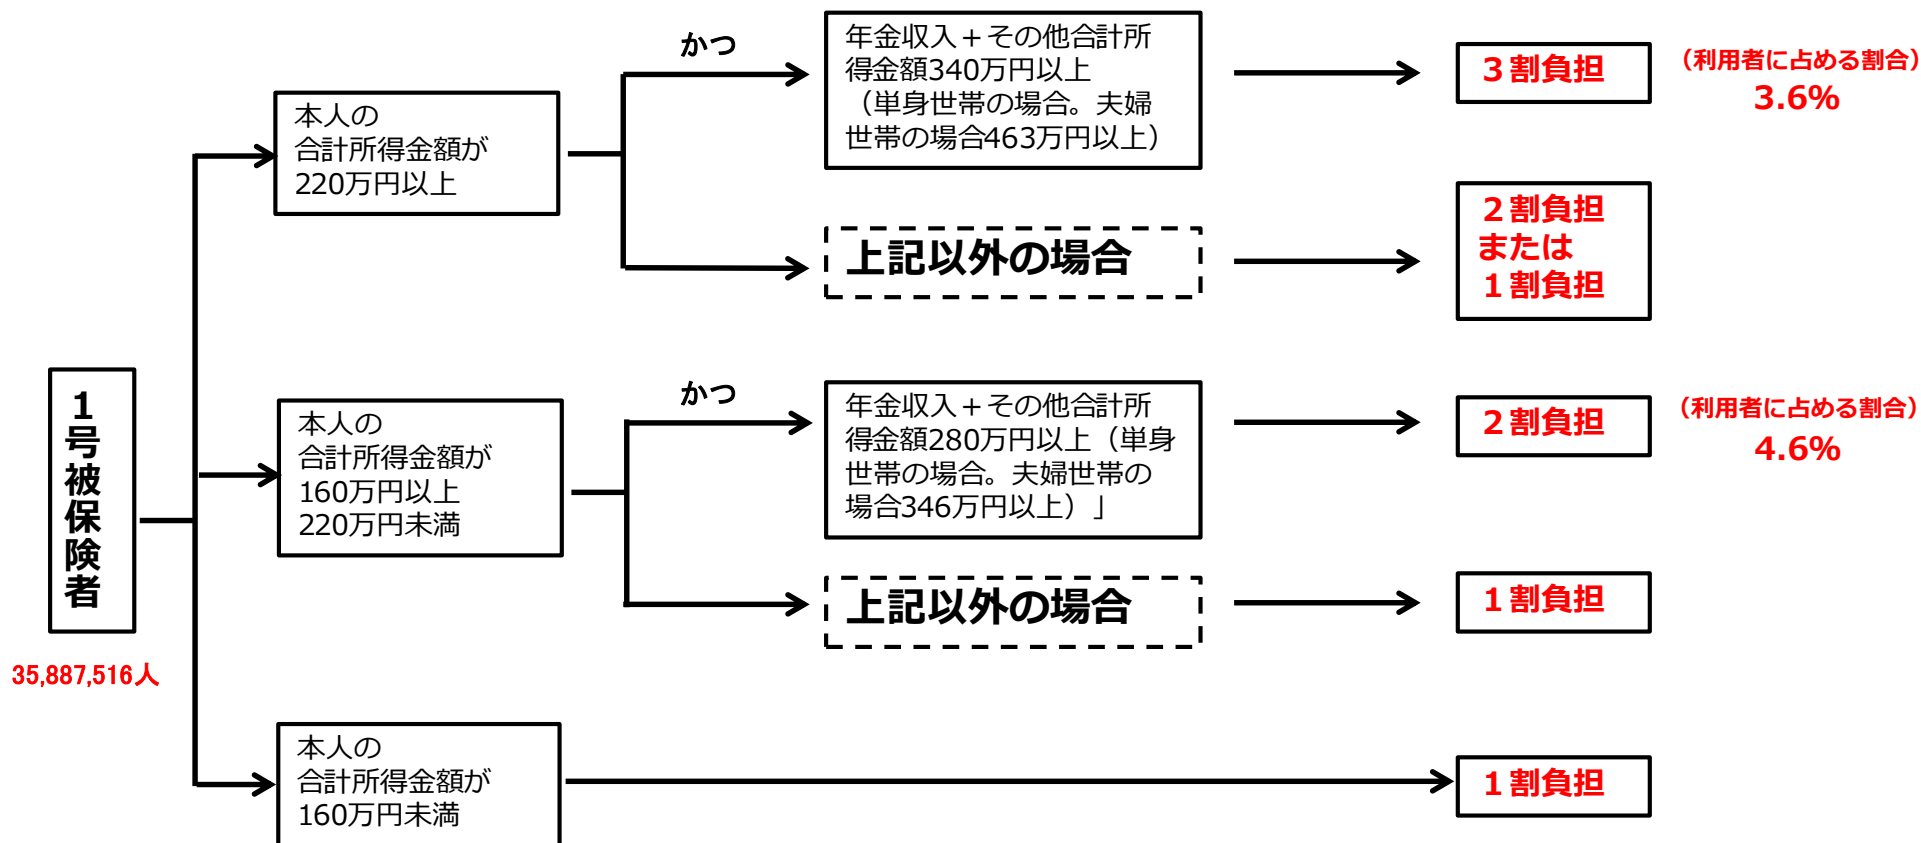 かつ
年金収入＋その他合計所
得金額340万円以上
（単身世帯の場合。夫婦
世帯の場合463万円以上）
３割負担
（利用者に占める割合）
3.6%
本人の
合計所得金額が
220万円以上
上記以外の場合
２割負担
または
１割負担
１号被保険者
35,887,516人
かつ
本人の
合計所得金額が
160万円以上
220万円未満
年金収入＋その他合計所
得金額280万円以上（単身
世帯の場合。夫婦世帯の
場合346万円以上）」
２割負担
（利用者に占める割合）
4.6%
上記以外の場合
１割負担
本人の
合計所得金額が
160万円未満
１割負担